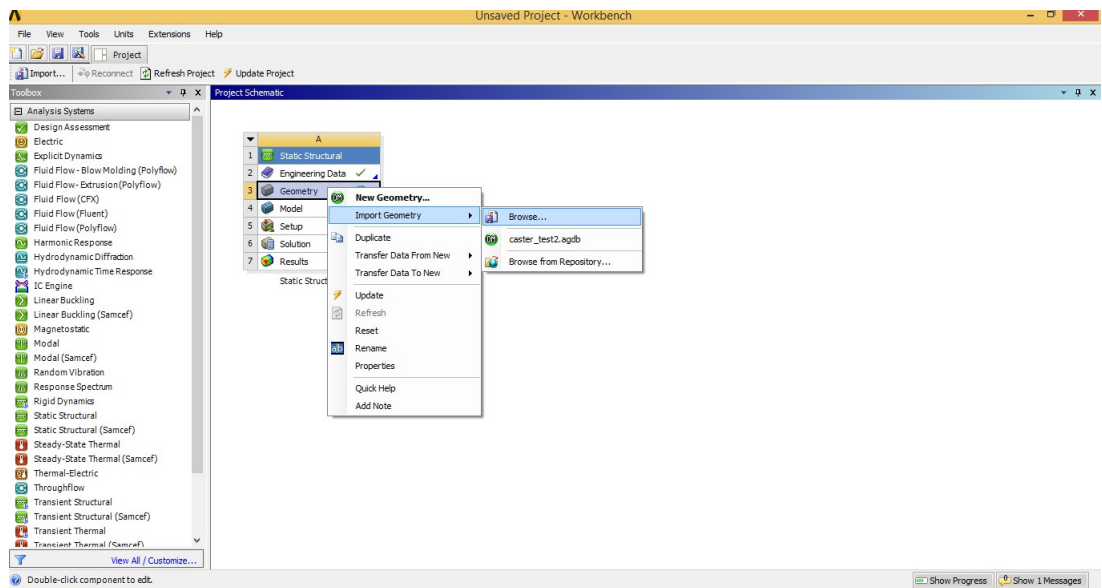 Unsaved Project - Workbench
File View Tools Units Extensions Help
Project
Import... Reconnect Refresh Project Update Project
Toolbox
Project Schematic
Analysis Systems
Design Assessment
Electric
Explicit Dynamics
Fluid Flow - Blow Molding (Polyflow)
Fluid Flow - Extrusion (Polyflow)
Fluid Flow (CFX)
Fluid Flow (Fluent)
Fluid Flow (Polyflow)
Harmonic Response
Hydrodynamic Diffraction
Hydrodynamic Time Response
IC Engine
Linear Buckling
Linear Buckling (Samcef)
Magnetostatic
Modal
Modal (Samcef)
Random Vibration
Response Spectrum
Rigid Dynamics
Static Structural
Static Structural (Samcef)
Steady-State Thermal
Steady-State Thermal (Samcef)
Thermal-Electric
Throughflow
Transient Structural
Transient Structural (Samcef)
Transient Thermal
Transient Thermal (Samcef)
View All / Customize...
A
1 Static Structural
2 Engineering Data
3 Geometry
4 Model
5 Setup
6 Solution
7 Results
Static Struct
New Geometry...
Import Geometry
Duplicate
Transfer Data From New
Transfer Data To New
Update
Refresh
Reset
Rename
Properties
Quick Help
Add Note
Browse...
caster_test2.agdb
Browse from Repository...
Double-click component to edit.
Show Progress Show 1 Messages